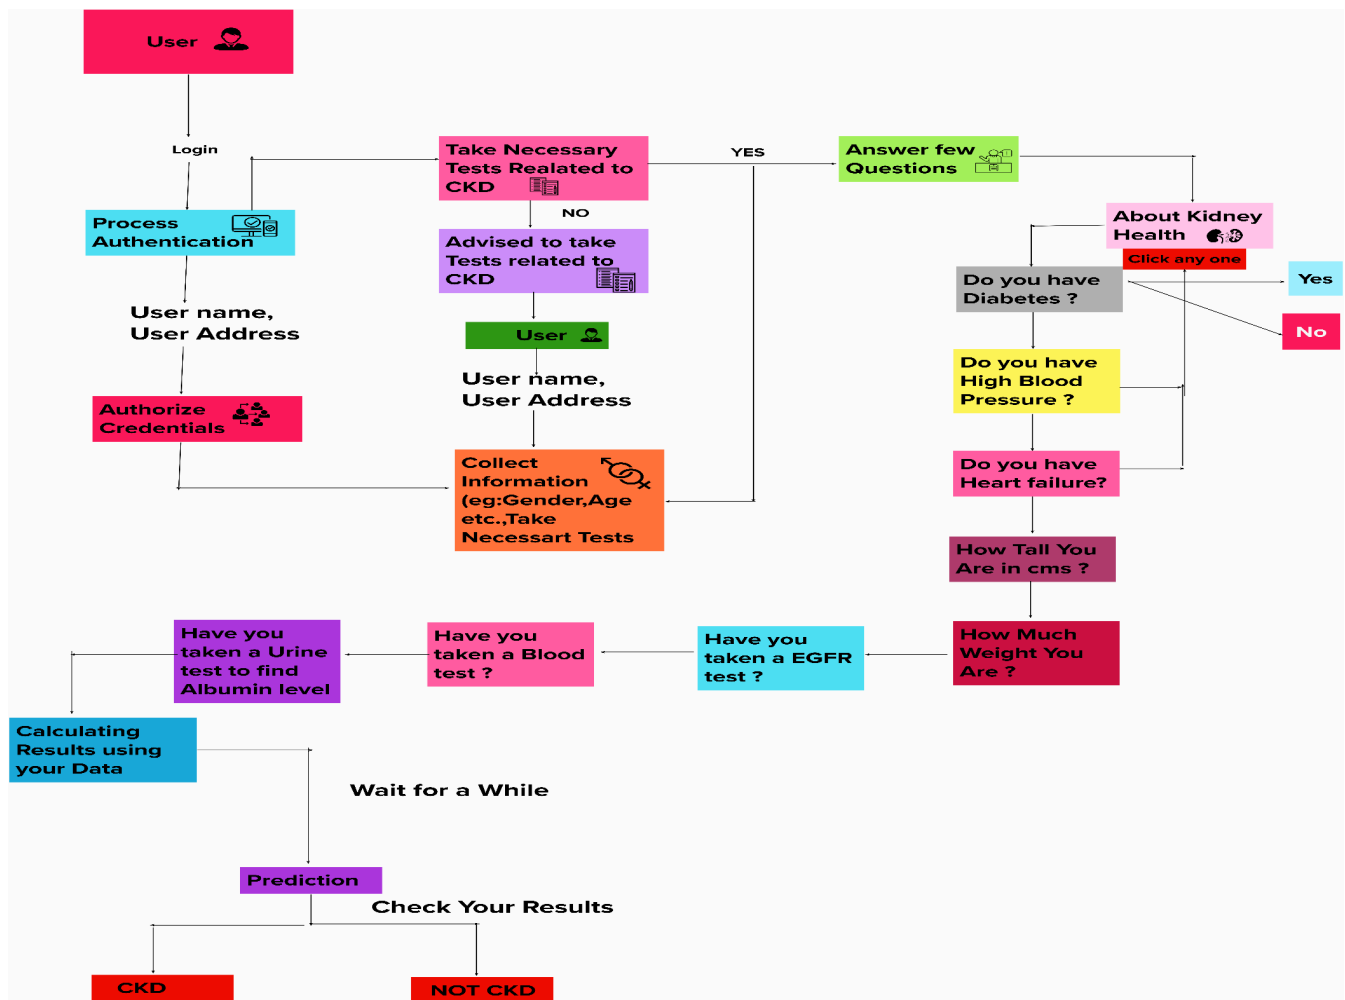 User
Login
Process
Authentication
User name,
User Address
Authorize
Credentials
Take Necessary
Tests Realated to
CKD
YES
NO
Advised to take
Tests related to
CKD
User
User name,
User Address
Collect
Information
(eg:Gender,Age
etc.,Take
Necessart Tests
Answer few
Questions
About Kidney
Health
Click any one
Do you have
Diabetes ?
Yes
No
Do you have
High Blood
Pressure ?
Do you have
Heart failure?
How Tall You
Are in cms ?
How Much
Weight You
Are ?
Have you
taken a EGFR
test ?
Have you
taken a Blood
test ?
Have you
taken a Urine
test to find
Albumin level
Calculating
Results using
your Data
Wait for a While
Prediction
Check Your Results
CKD
NOT CKD